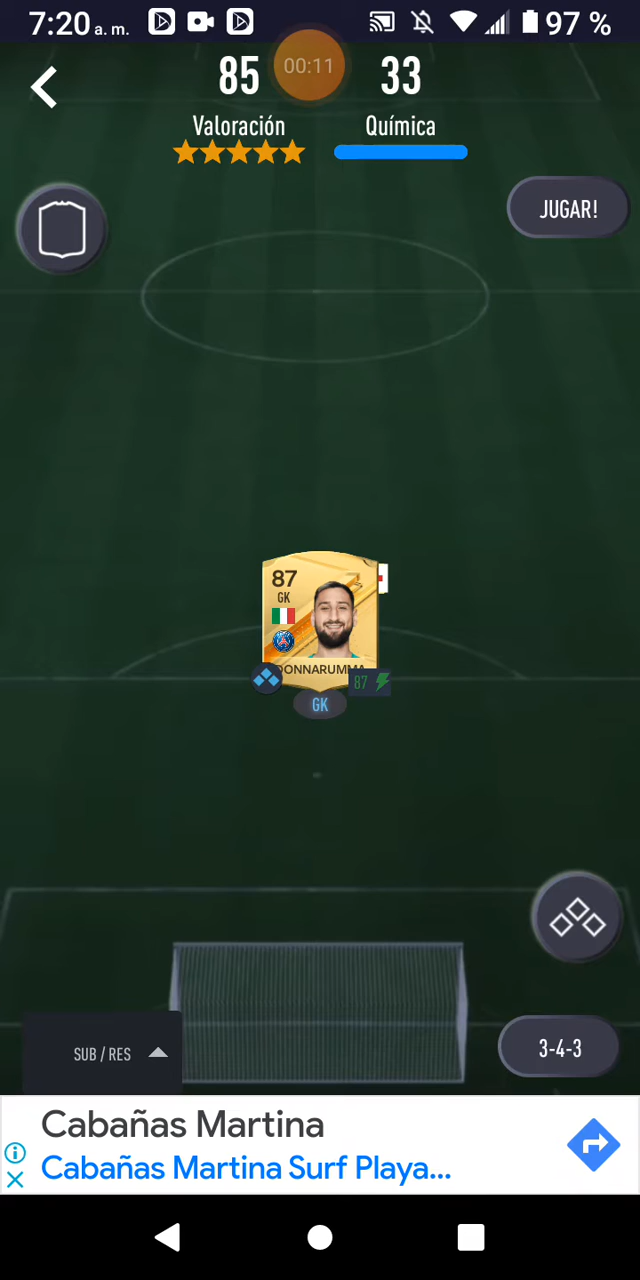 7:20 a. m.
97 %
85
00:11
33
Valoración
Química
JUGAR!
87
GK
DONNARUMMA
87
GK
SUB / RES
3-4-3
Cabañas Martina
Cabañas Martina Surf Playa...